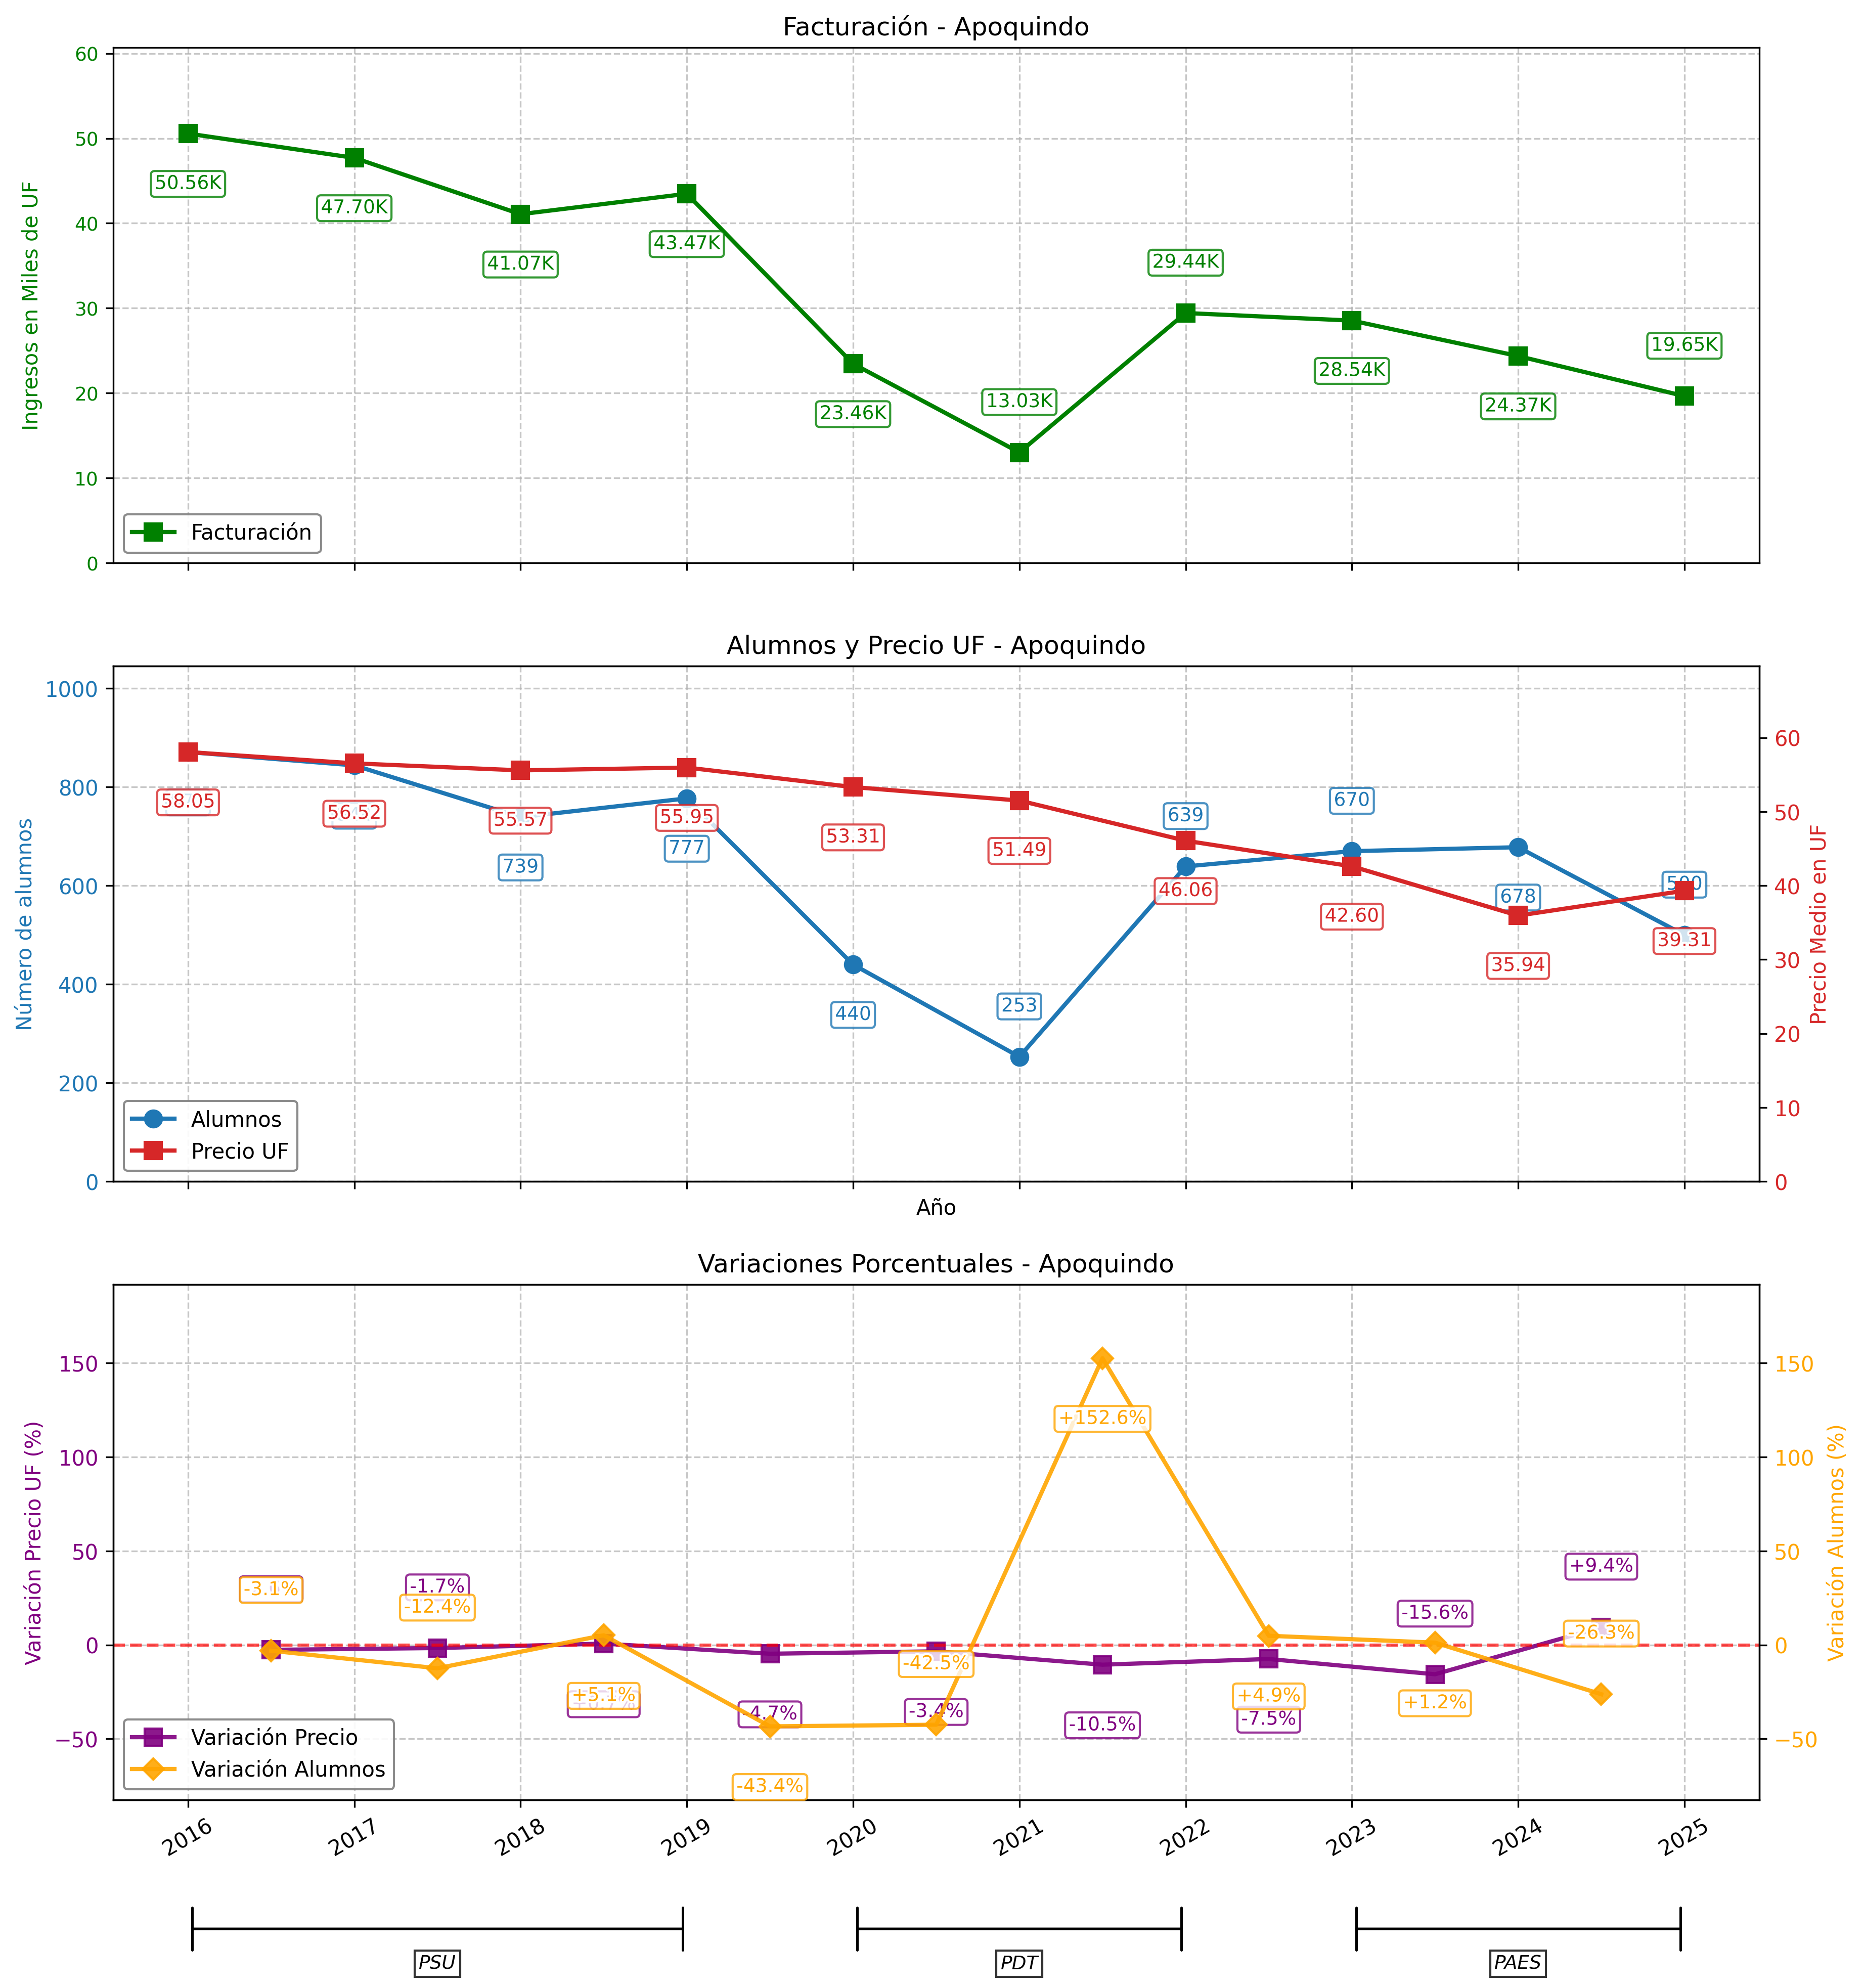 Facturación - Apoquindo
Ingresos en Miles de UF
60
50
40
30
20
10
0
50.56K
47.70K
41.07K
43.47K
23.46K
13.03K
29.44K
28.54K
24.37K
19.65K
Facturación
Alumnos y Precio UF - Apoquindo
Número de alumnos
1000
800
600
400
200
0
Precio Medio en UF
60
50
40
30
20
10
0
58.05
56.52
55.57
55.95
53.31
51.49
46.06
42.60
35.94
39.31
739
777
440
253
639
670
678
500
Alumnos
Precio UF
Año
Variaciones Porcentuales - Apoquindo
Variación Precio UF (%)
150
100
50
0
−50
Variación Alumnos (%)
150
100
50
0
−50
-3.1%
-1.7%
-12.4%
+5.1%
-4.7%
-43.4%
-42.5%
-3.4%
+152.6%
-10.5%
+4.9%
-7.5%
-15.6%
+1.2%
+9.4%
-26.3%
Variación Precio
Variación Alumnos
2016
2017
2018
2019
2020
2021
2022
2023
2024
2025
PSU
PDT
PAES